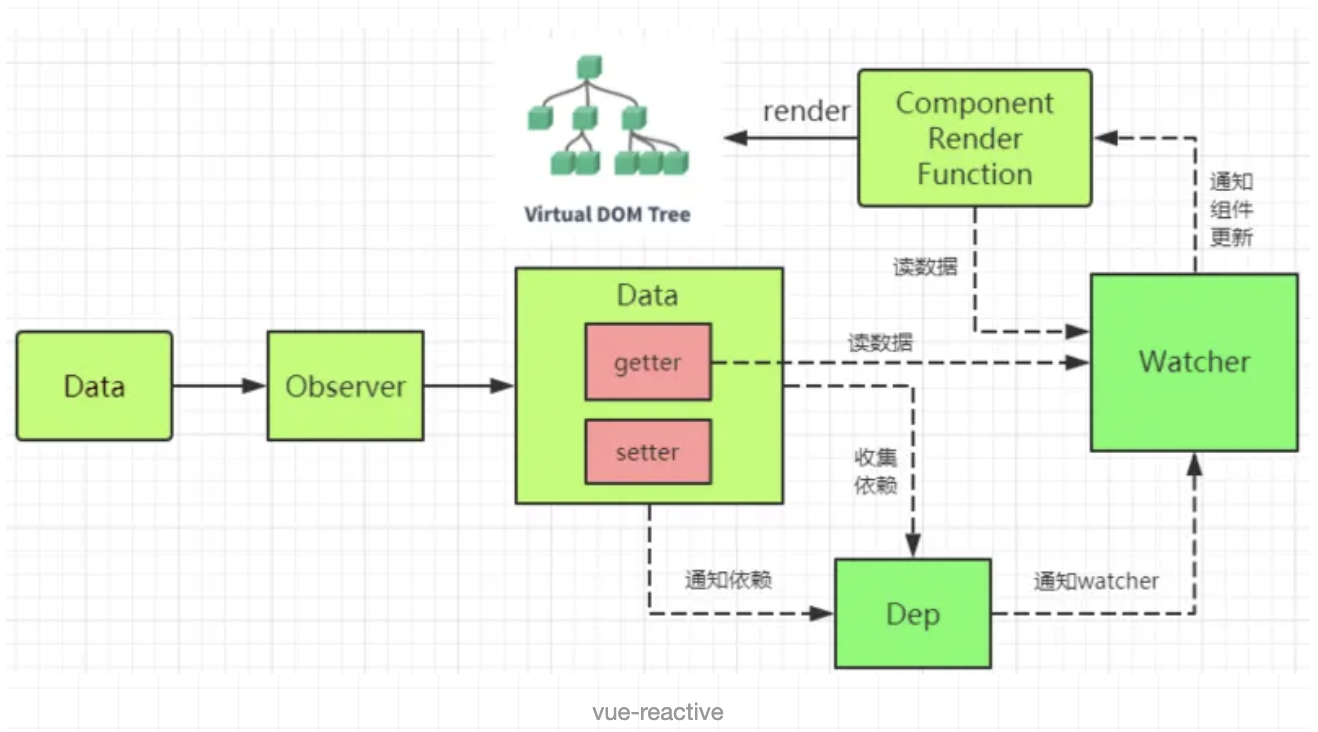 render
Component
Render
Function
通知
组件
更新
Virtual DOM Tree
读数据
Data
Observer
Data
getter
setter
读数据
Watcher
收集
依赖
通知依赖
Dep
通知watcher
vue-reactive